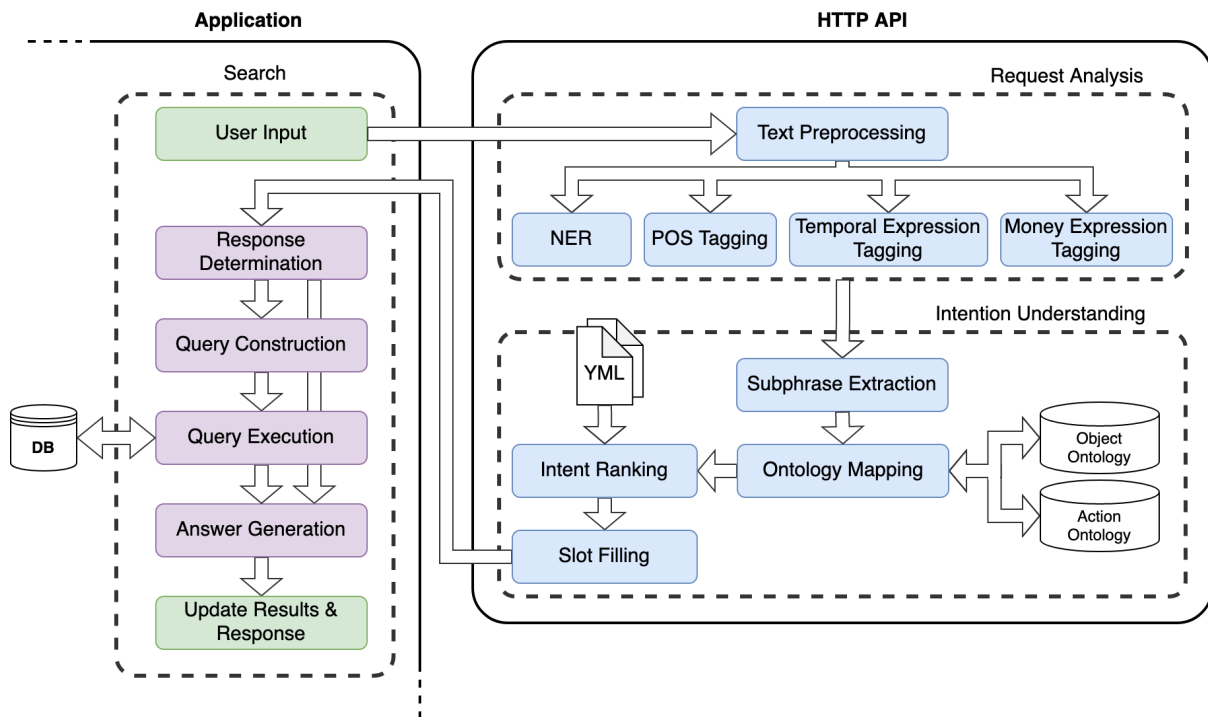 Application
HTTP API
Search
Request Analysis
User Input
Text Preprocessing
NER
POS Tagging
Temporal Expression
Tagging
Money Expression
Tagging
Response
Determination
Intention Understanding
Query Construction
YML
Subphrase Extraction
DB
Query Execution
Intent Ranking
Ontology Mapping
Object
Ontology
Action
Ontology
Answer Generation
Slot Filling
Update Results &
Response